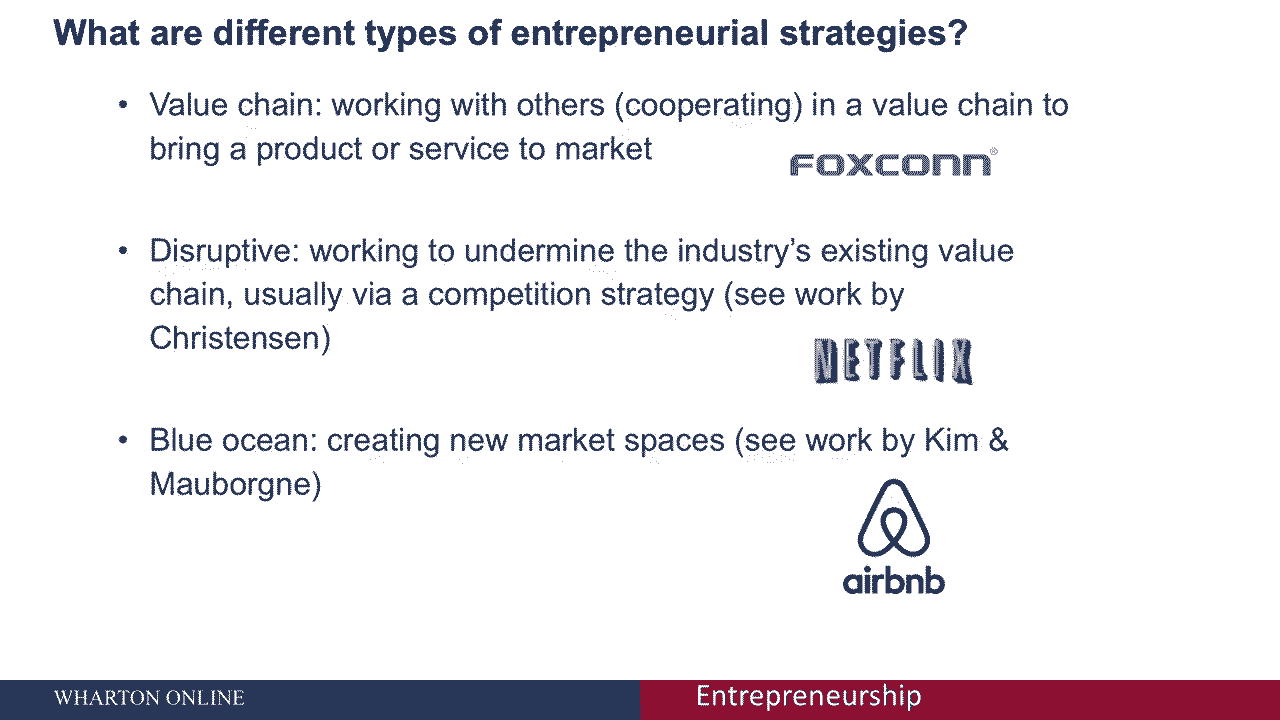 What are different types of entrepreneurial strategies?
• Value chain: working with others (cooperating) in a value chain to
bring a product or service to market
FOXCONN®
• Disruptive: working to undermine the industry’s existing value
chain, usually via a competition strategy (see work by
Christensen)
NETFLIX
• Blue ocean: creating new market spaces (see work by Kim &
Mauborgne)
airbnb
WHARTON ONLINE
Entrepreneurship